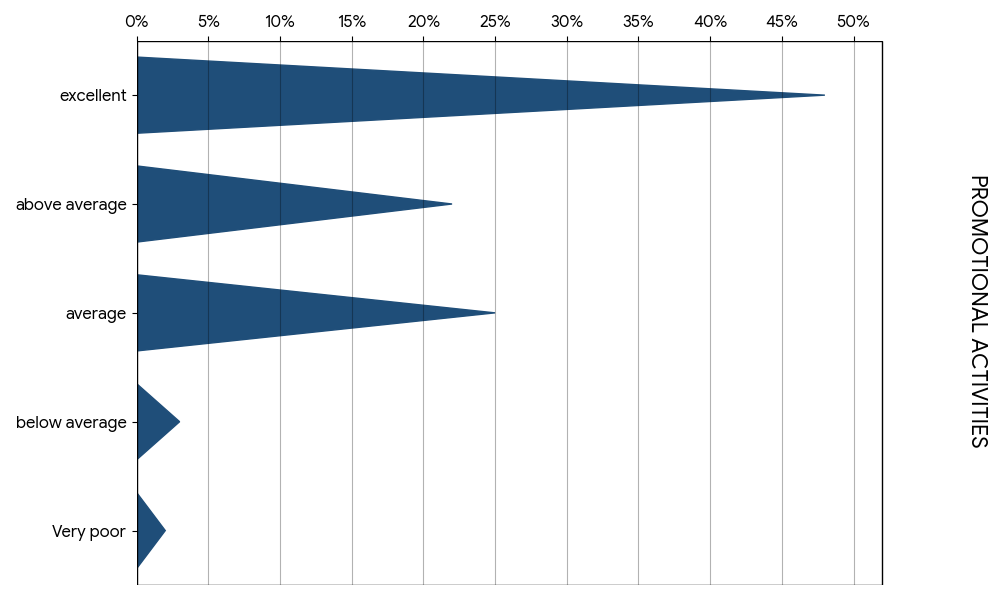 0% 5% 10% 15% 20% 25% 30% 35% 40% 45% 50%
excellent
above average
average
below average
Very poor
PROMOTIONAL ACTIVITIES